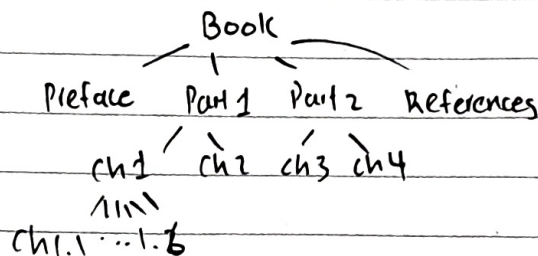 Book
Preface Part 1 Part 2 References
ch1 ch2 ch3 ch4
ch1.1 ... 1.6